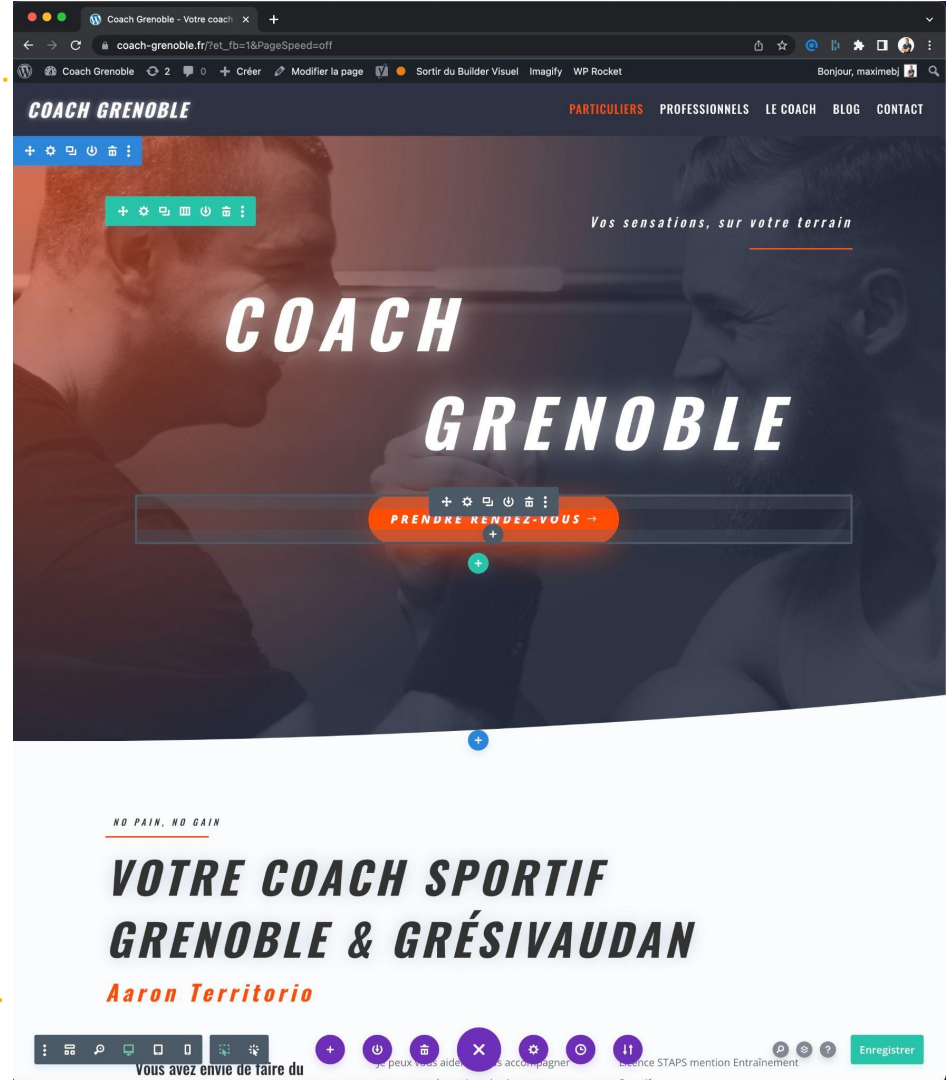 Coach Grenoble - Votre coach
coach-grenoble.fr/?et_fb=1&PageSpeed=off
Coach Grenoble 2 0 Créer Modifier la page Sortir du Builder Visuel Imagify WP Rocket Bonjour, maximebj
COACH GRENOBLE PARTICULIERS PROFESSIONNELS LE COACH BLOG CONTACT
Vos sensations, sur votre terrain
COACH
GRENOBLE
PRENDRE RENDEZ-VOUS →
NO PAIN, NO GAIN
VOTRE COACH SPORTIF
GRENOBLE & GRÉSIVAUDAN
Aaron Territorio
Enregistrer
Vous avez envie de faire du
je peux accompagner
Licence STAPS mention Entraînement